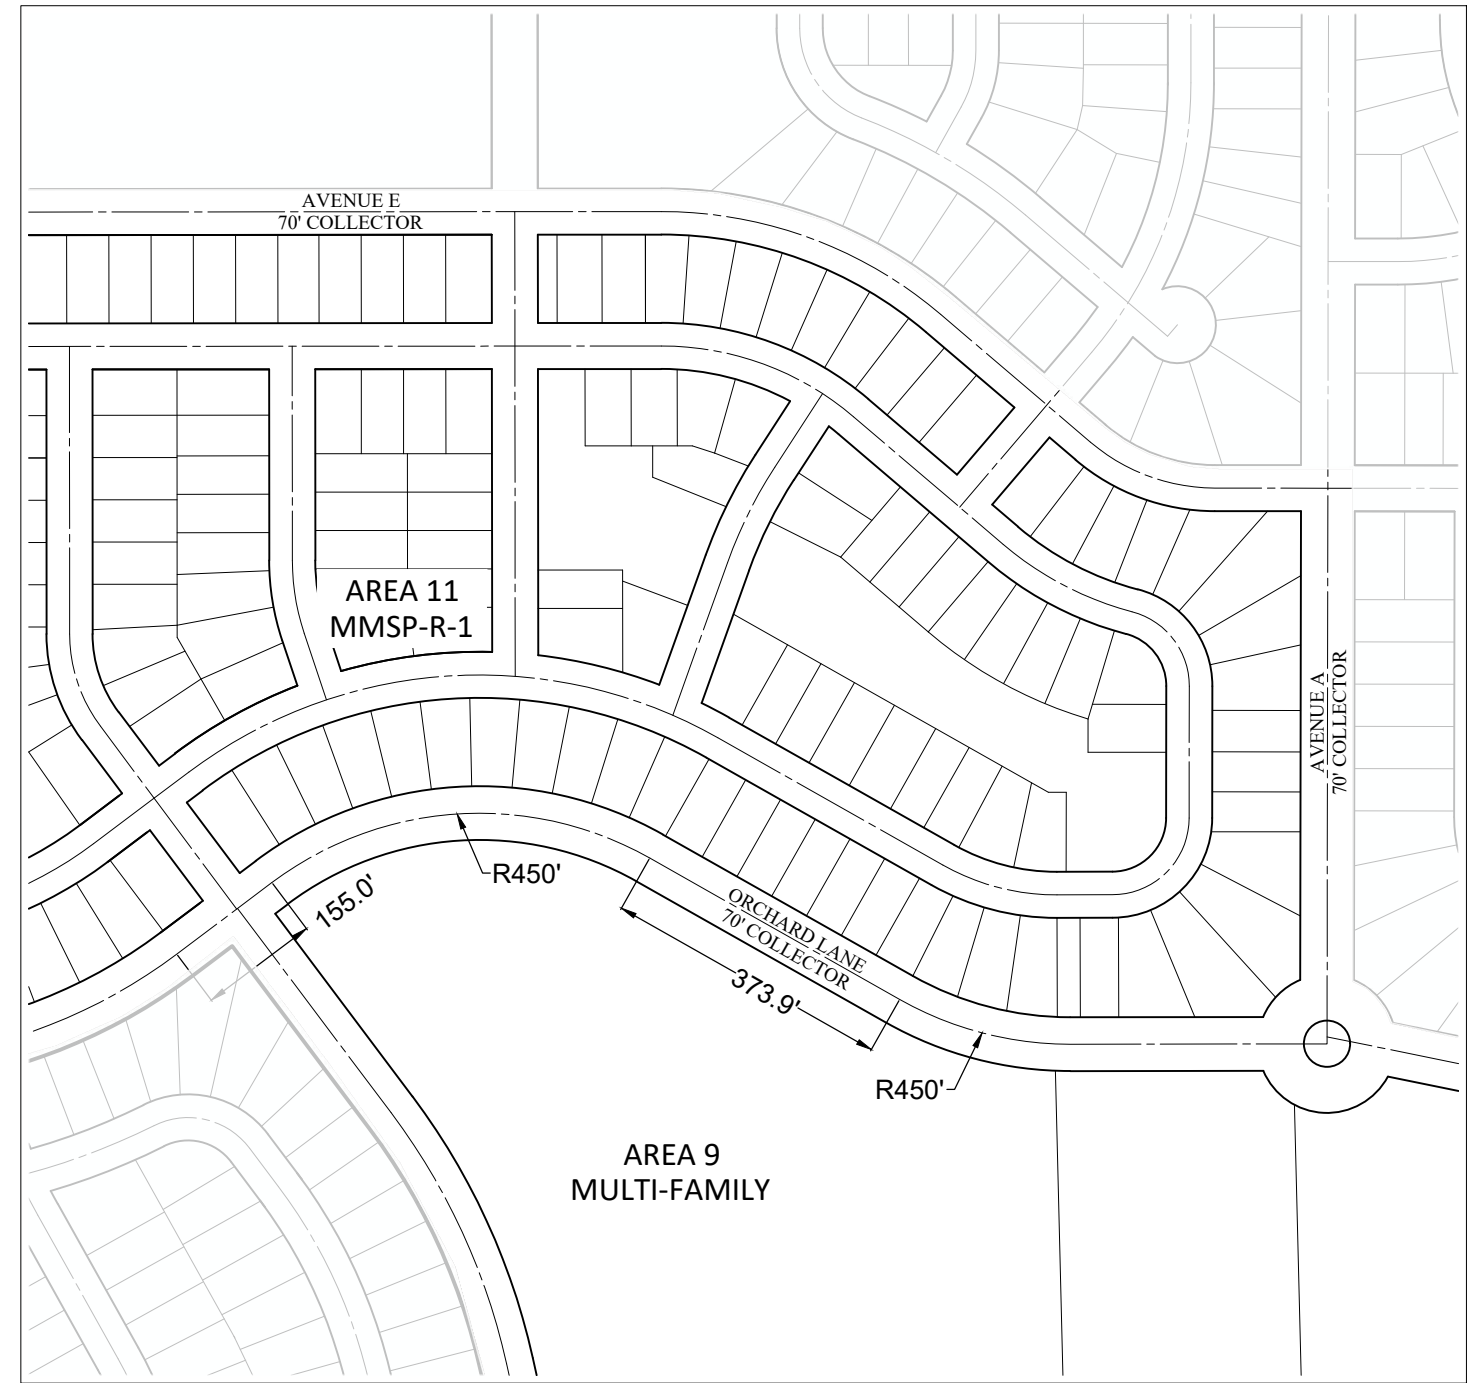 AVENUE E
70' COLLECTOR
AREA 11
MMSP-R-1
AVENUE A
70' COLLECTOR
R450'
155.0'
ORCHARD LANE
70' COLLECTOR
373.9'
R450'
AREA 9
MULTI-FAMILY